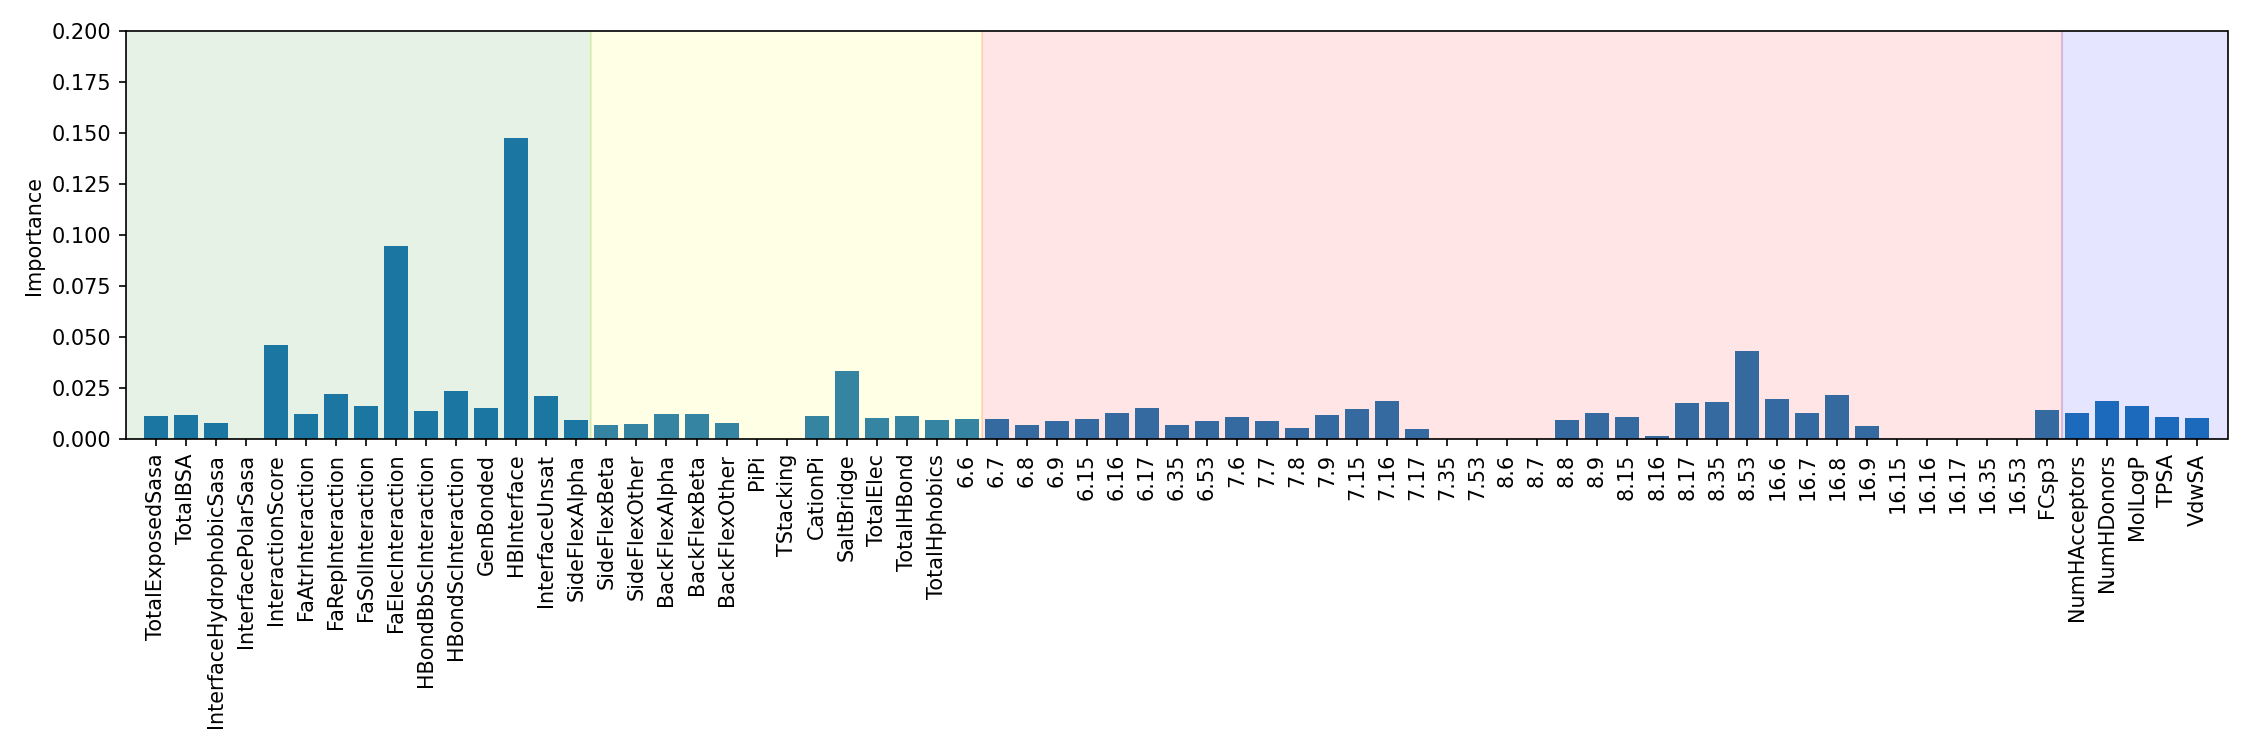 0.200
0.175
0.150
0.125
0.100
0.075
0.050
0.025
0.000
Importance
TotalExposedSasa
TotalBSA
InterfaceHydrophobicSasa
InterfacePolarSasa
InteractionScore
FaAtrInteraction
FaRepInteraction
FaSolInteraction
FaElecInteraction
HBondBbScInteraction
HBondScInteraction
GenBonded
HBInterface
InterfaceUnsat
SideFlexAlpha
SideFlexBeta
SideFlexOther
BackFlexAlpha
BackFlexBeta
BackFlexOther
PiPi
TStacking
CationPi
SaltBridge
TotalElec
TotalHBond
TotalHphobics
6.6
6.7
6.8
6.9
6.15
6.16
6.17
6.35
6.53
7.6
7.7
7.8
7.9
7.15
7.16
7.17
7.35
7.53
8.6
8.7
8.8
8.9
8.15
8.16
8.17
8.35
8.53
16.6
16.7
16.8
16.9
16.15
16.16
16.17
16.35
16.53
FCsp3
NumHAcceptors
NumHDonors
MolLogP
TPSA
VdwSA